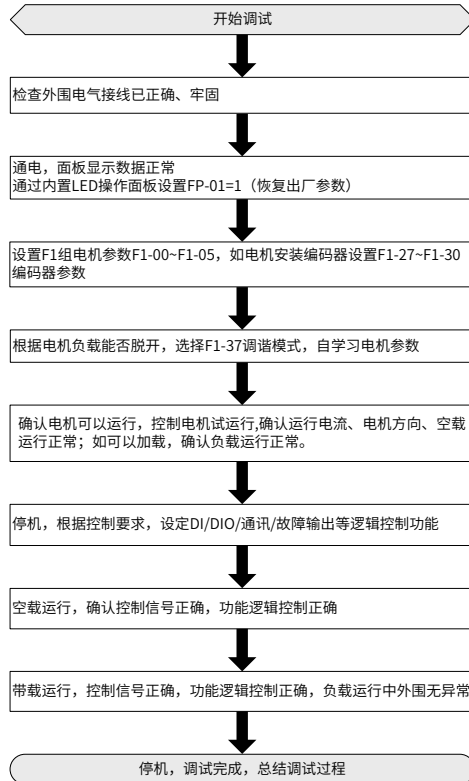 开始调试
检查外围电气接线已正确、牢固
通电，面板显示数据正常
通过内置LED操作面板设置FP-01=1（恢复出厂参数）
设置F1组电机参数F1-00~F1-05，如电机安装编码器设置F1-27~F1-30
编码器参数
根据电机负载能否脱开，选择F1-37调谐模式，自学习电机参数
确认电机可以运行，控制电机试运行,确认运行电流、电机方向、空载
运行正常；如可以加载，确认负载运行正常。
停机，根据控制要求，设定DI/DIO/通讯/故障输出等逻辑控制功能
空载运行，确认控制信号正确，功能逻辑控制正确
带载运行，控制信号正确，功能逻辑控制正确，负载运行中外围无异常
停机，调试完成，总结调试过程